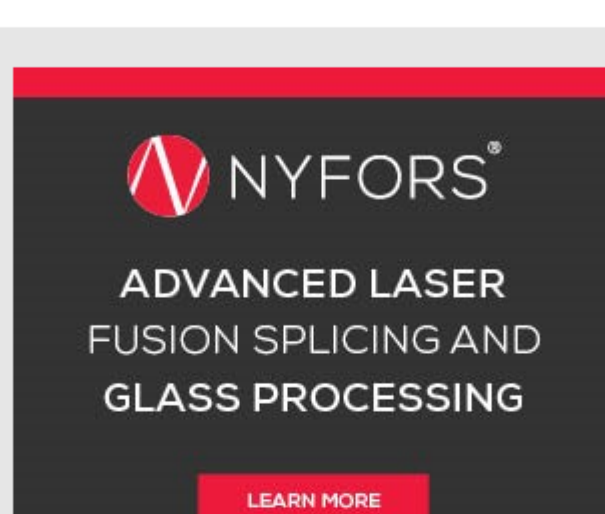 NYFORS®
ADVANCED LASER
FUSION SPLICING AND
GLASS PROCESSING
LEARN MORE